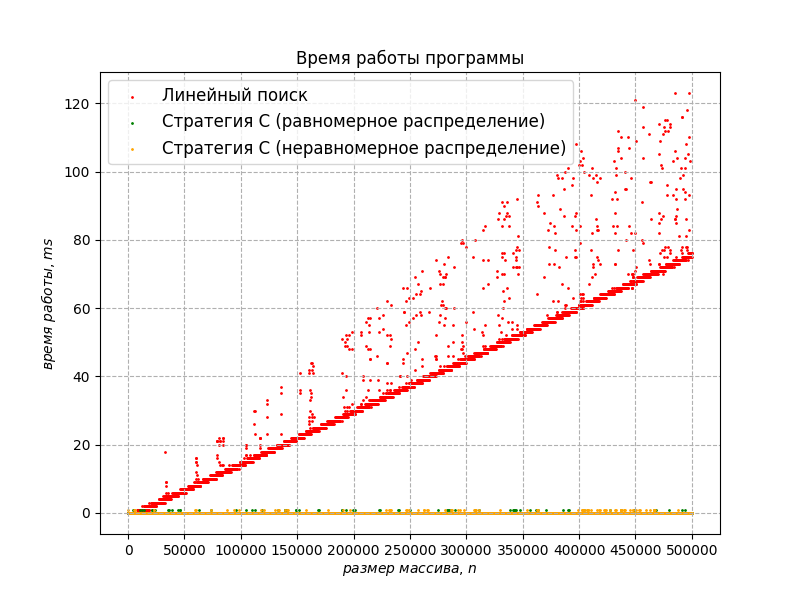 Время работы программы
Линейный поиск
Стратегия C (равномерное распределение)
Стратегия C (неравномерное распределение)
время работы, ms
120
100
80
60
40
20
0
0 50000 100000 150000 200000 250000 300000 350000 400000 450000 500000
размер массива, n